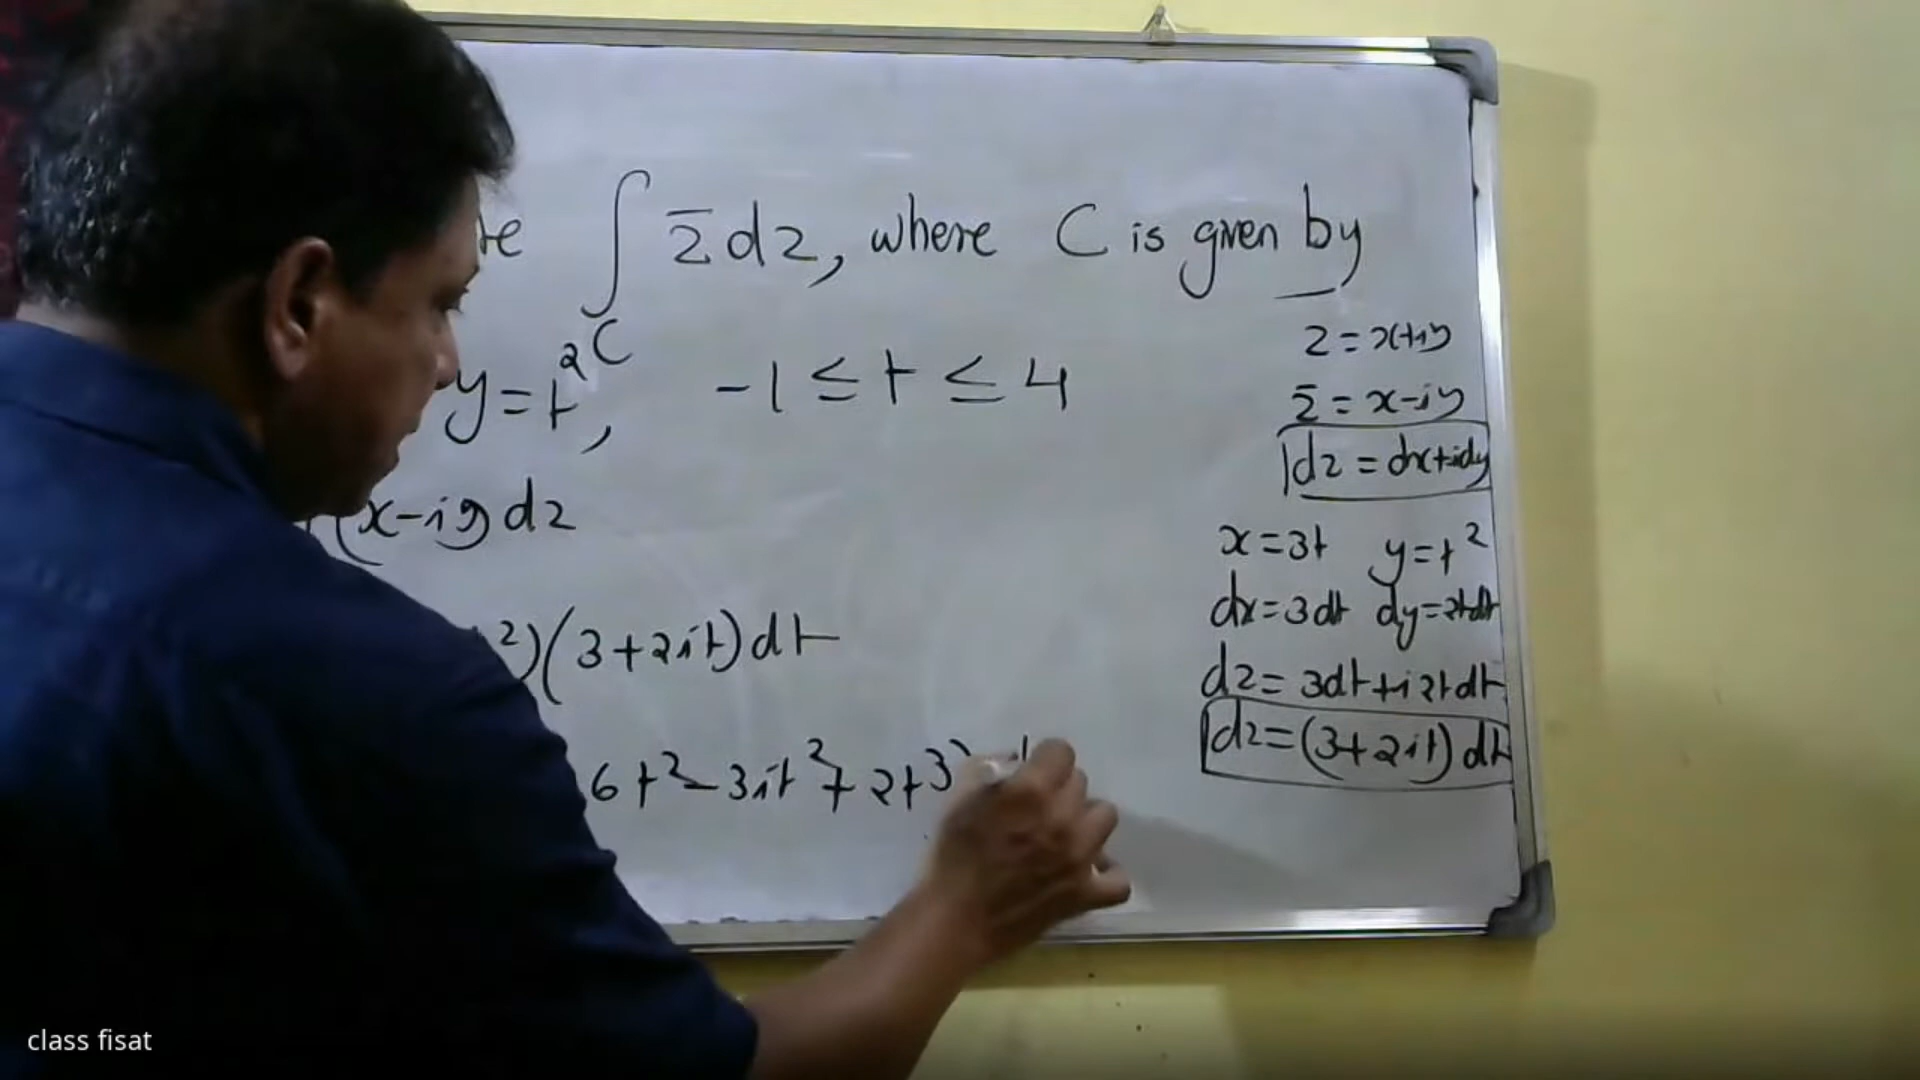 ∫ z̄ dz, where C is given by
C
y = t², -1 ≤ t ≤ 4
(x-iy) dz
²)(3+2it) dt
6t² - 3it² + 2t³)
z = x+iy
z̄ = x-iy
dz = dx+idy
x = 3t y = t²
dx = 3dt dy = 2tdt
dz = 3dt + i2tdt
dz = (3+2it) dt
class fisat